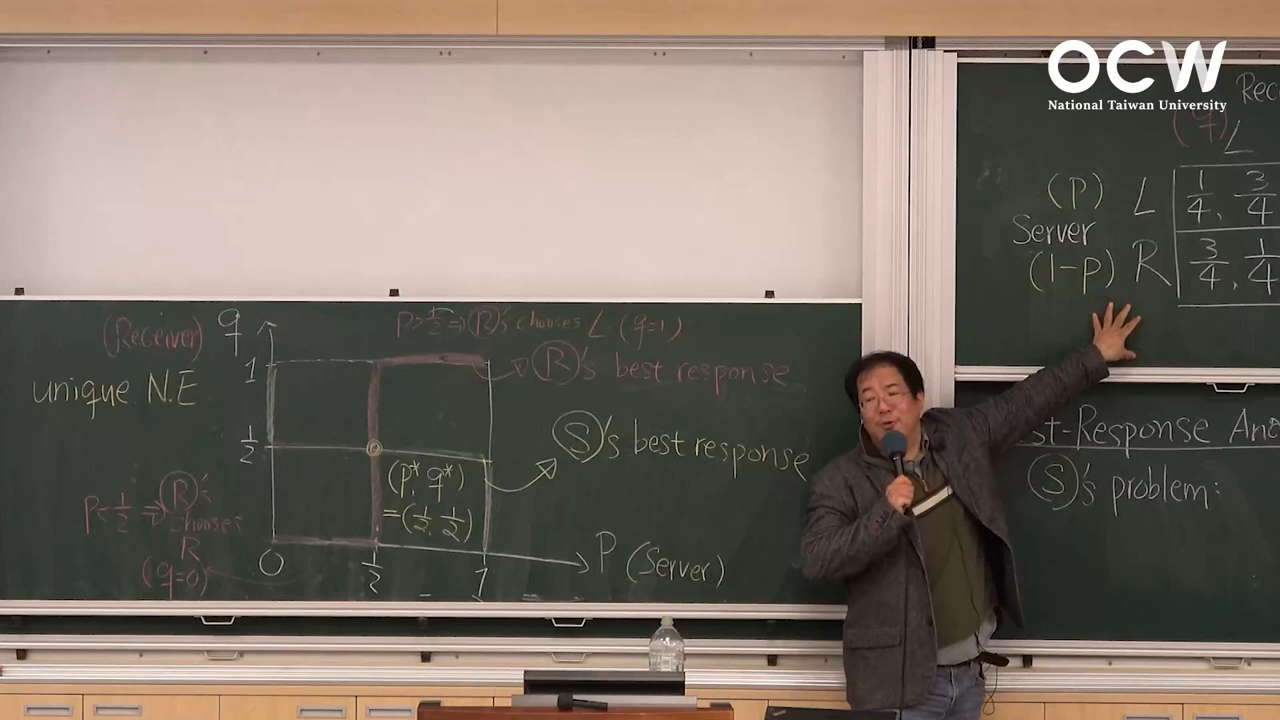 OCW
National Taiwan University
(Receiver) q
P>1/2 ⇒ (R)'s chooses L. (q=1)
1
(R)'s best response
unique N.E
1/2
(S)'s best response
(p*, q*)
=(1/2, 1/2)
P<1/2 ⇒ (R)'s
chooses
R
(q=0)
0
1/2
1
P (Server)
(q)
L
(P) L 1/4, 3/4
Server
(1-p) R 3/4, 1/4
st-Response
(S)'s problem: